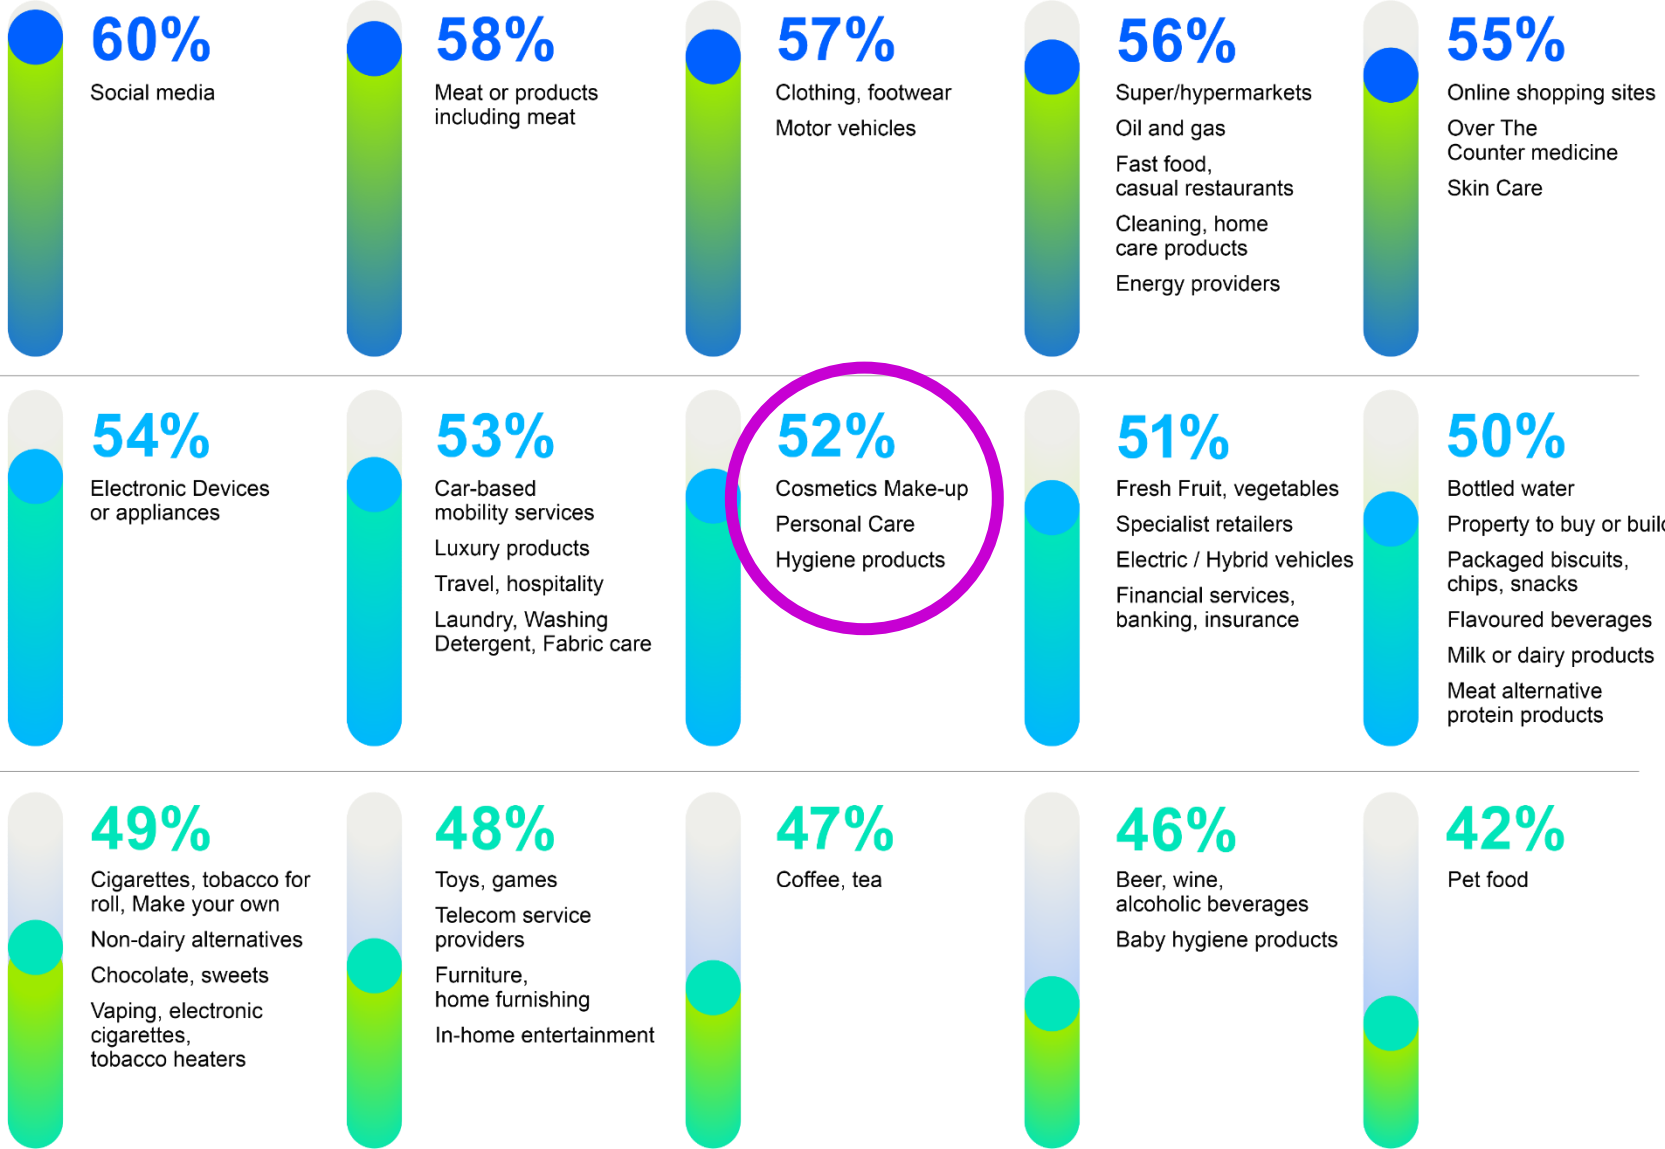 60%
Social media
58%
Meat or products
including meat
57%
Clothing, footwear
Motor vehicles
56%
Super/hypermarkets
Oil and gas
Fast food,
casual restaurants
Cleaning, home
care products
Energy providers
55%
Online shopping sites
Over The
Counter medicine
Skin Care
54%
Electronic Devices
or appliances
53%
Car-based
mobility services
Luxury products
Travel, hospitality
Laundry, Washing
Detergent, Fabric care
52%
Cosmetics Make-up
Personal Care
Hygiene products
51%
Fresh Fruit, vegetables
Specialist retailers
Electric / Hybrid vehicles
Financial services,
banking, insurance
50%
Bottled water
Property to buy or build
Packaged biscuits,
chips, snacks
Flavoured beverages
Milk or dairy products
Meat alternative
protein products
49%
Cigarettes, tobacco for
roll, Make your own
Non-dairy alternatives
Chocolate, sweets
Vaping, electronic
cigarettes,
tobacco heaters
48%
Toys, games
Telecom service
providers
Furniture,
home furnishing
In-home entertainment
47%
Coffee, tea
46%
Beer, wine,
alcoholic beverages
Baby hygiene products
42%
Pet food